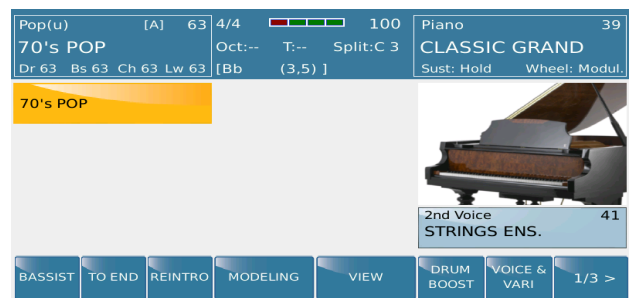 Pop(u) [A] 63
70's POP
Dr 63 Bs 63 Ch 63 Lw 63
4/4 100
Oct:-- T:-- Split:C 3
[Bb (3,5) ]
Piano 39
CLASSIC GRAND
Sust: Hold Wheel: Modul.
70's POP
2nd Voice 41
STRINGS ENS.
BASSIST TO END REINTRO MODELING VIEW DRUM BOOST VOICE & VARI 1/3 >